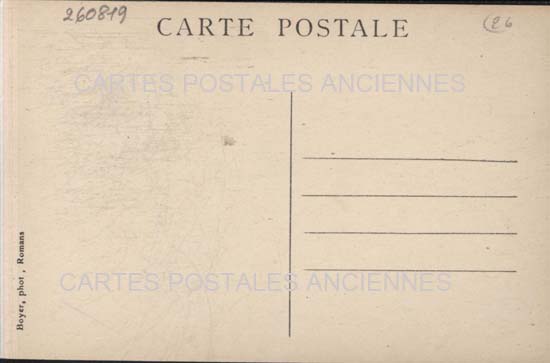 260819
CARTE POSTALE
26
CARTES POSTALES ANCIENNES
CARTES POSTALES ANCIENNES
Boyer, phot, Romans